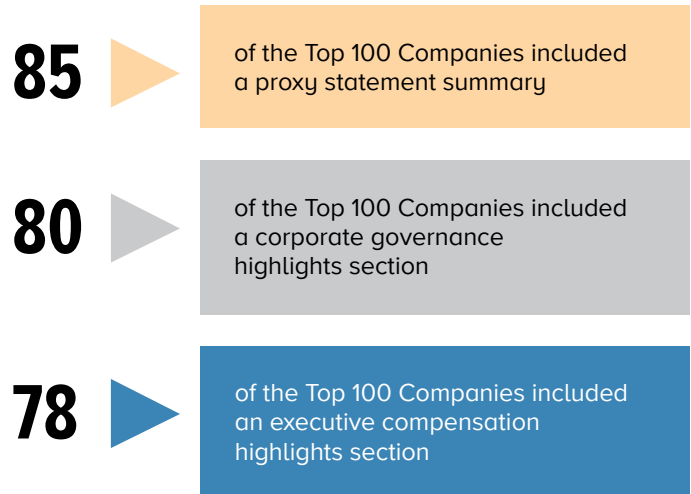 85
of the Top 100 Companies included
a proxy statement summary
80
of the Top 100 Companies included
a corporate governance
highlights section
78
of the Top 100 Companies included
an executive compensation
highlights section